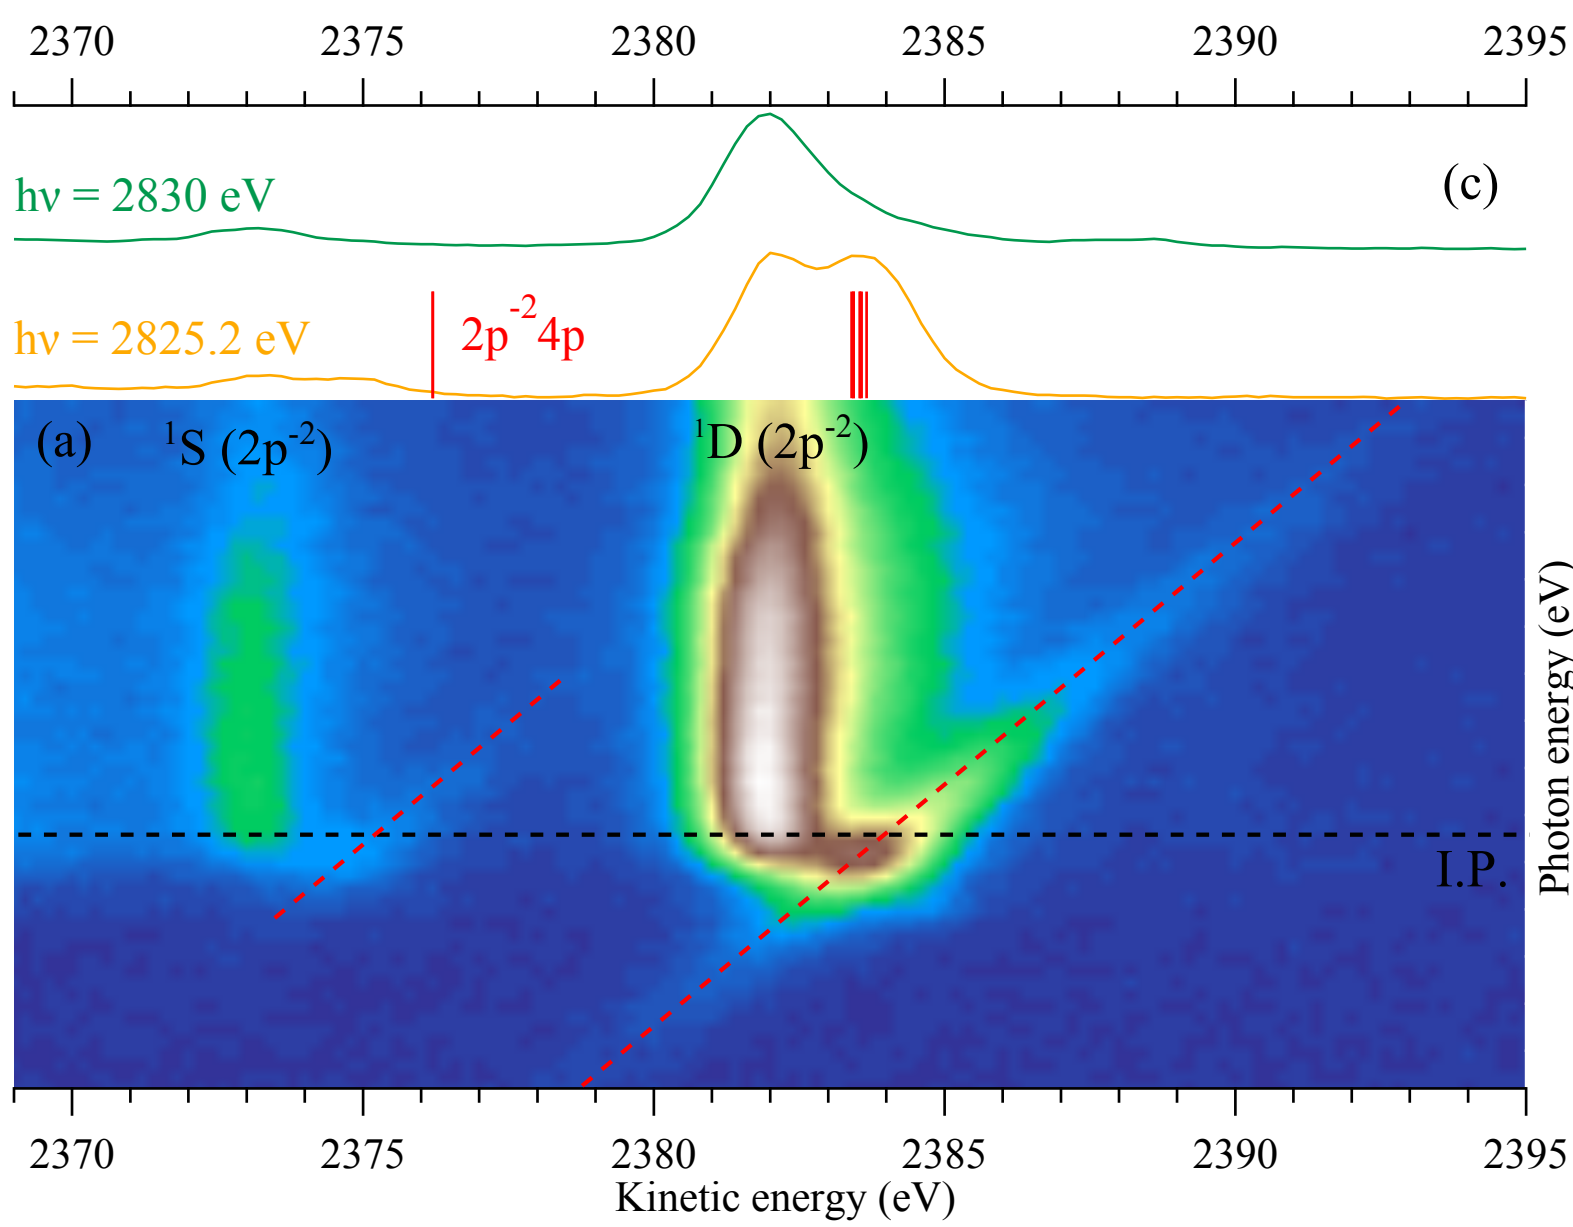 2370 2375 2380 2385 2390 2395
(c)
hν = 2830 eV
hν = 2825.2 eV
2p⁻²4p
(a)
¹S (2p⁻²)
¹D (2p⁻²)
I.P.
Photon energy (eV)
2370 2375 2380 2385 2390 2395
Kinetic energy (eV)